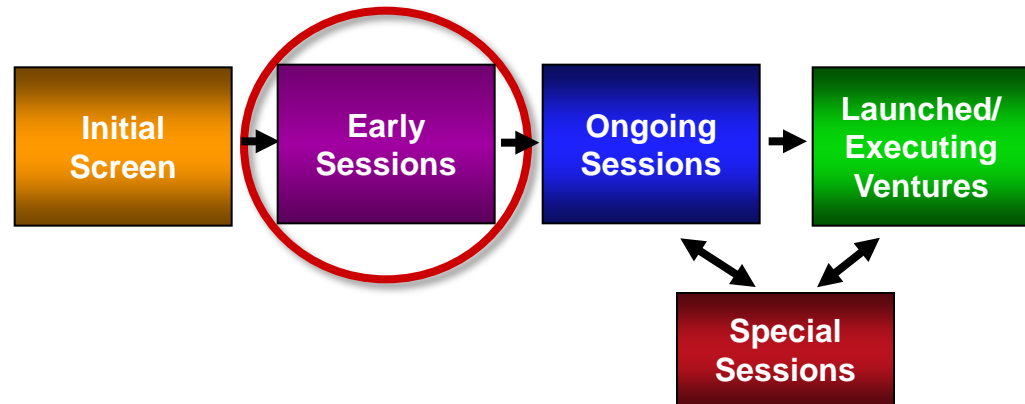 Initial
Screen
Early
Sessions
Ongoing
Sessions
Launched/
Executing
Ventures
Special
Sessions